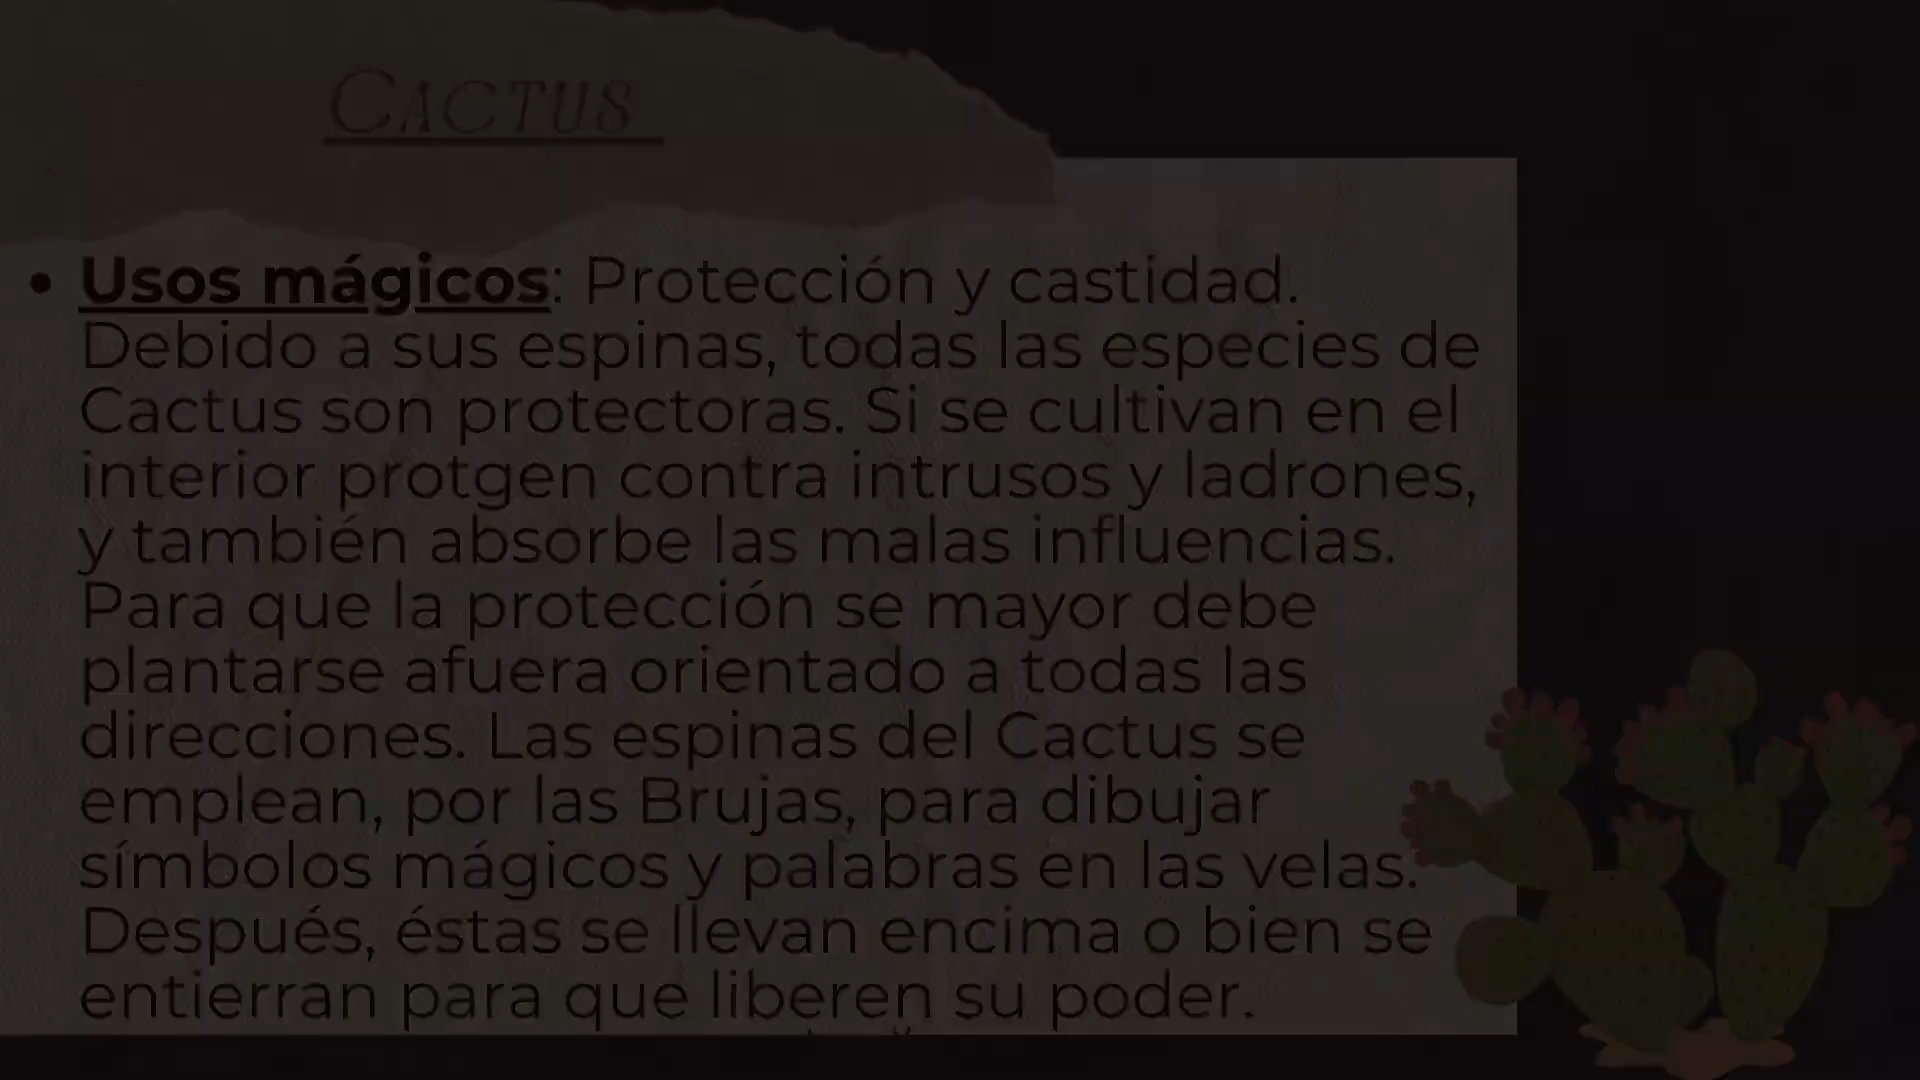 CACTUS
• Usos mágicos: Protección y castidad.
Debido a sus espinas, todas las especies de
Cactus son protectoras. Si se cultivan en el
interior protgen contra intrusos y ladrones,
y también absorbe las malas influencias.
Para que la protección se mayor debe
plantarse afuera orientado a todas las
direcciones. Las espinas del Cactus se
emplean, por las Brujas, para dibujar
símbolos mágicos y palabras en las velas.
Después, éstas se llevan encima o bien se
entierran para que liberen su poder.